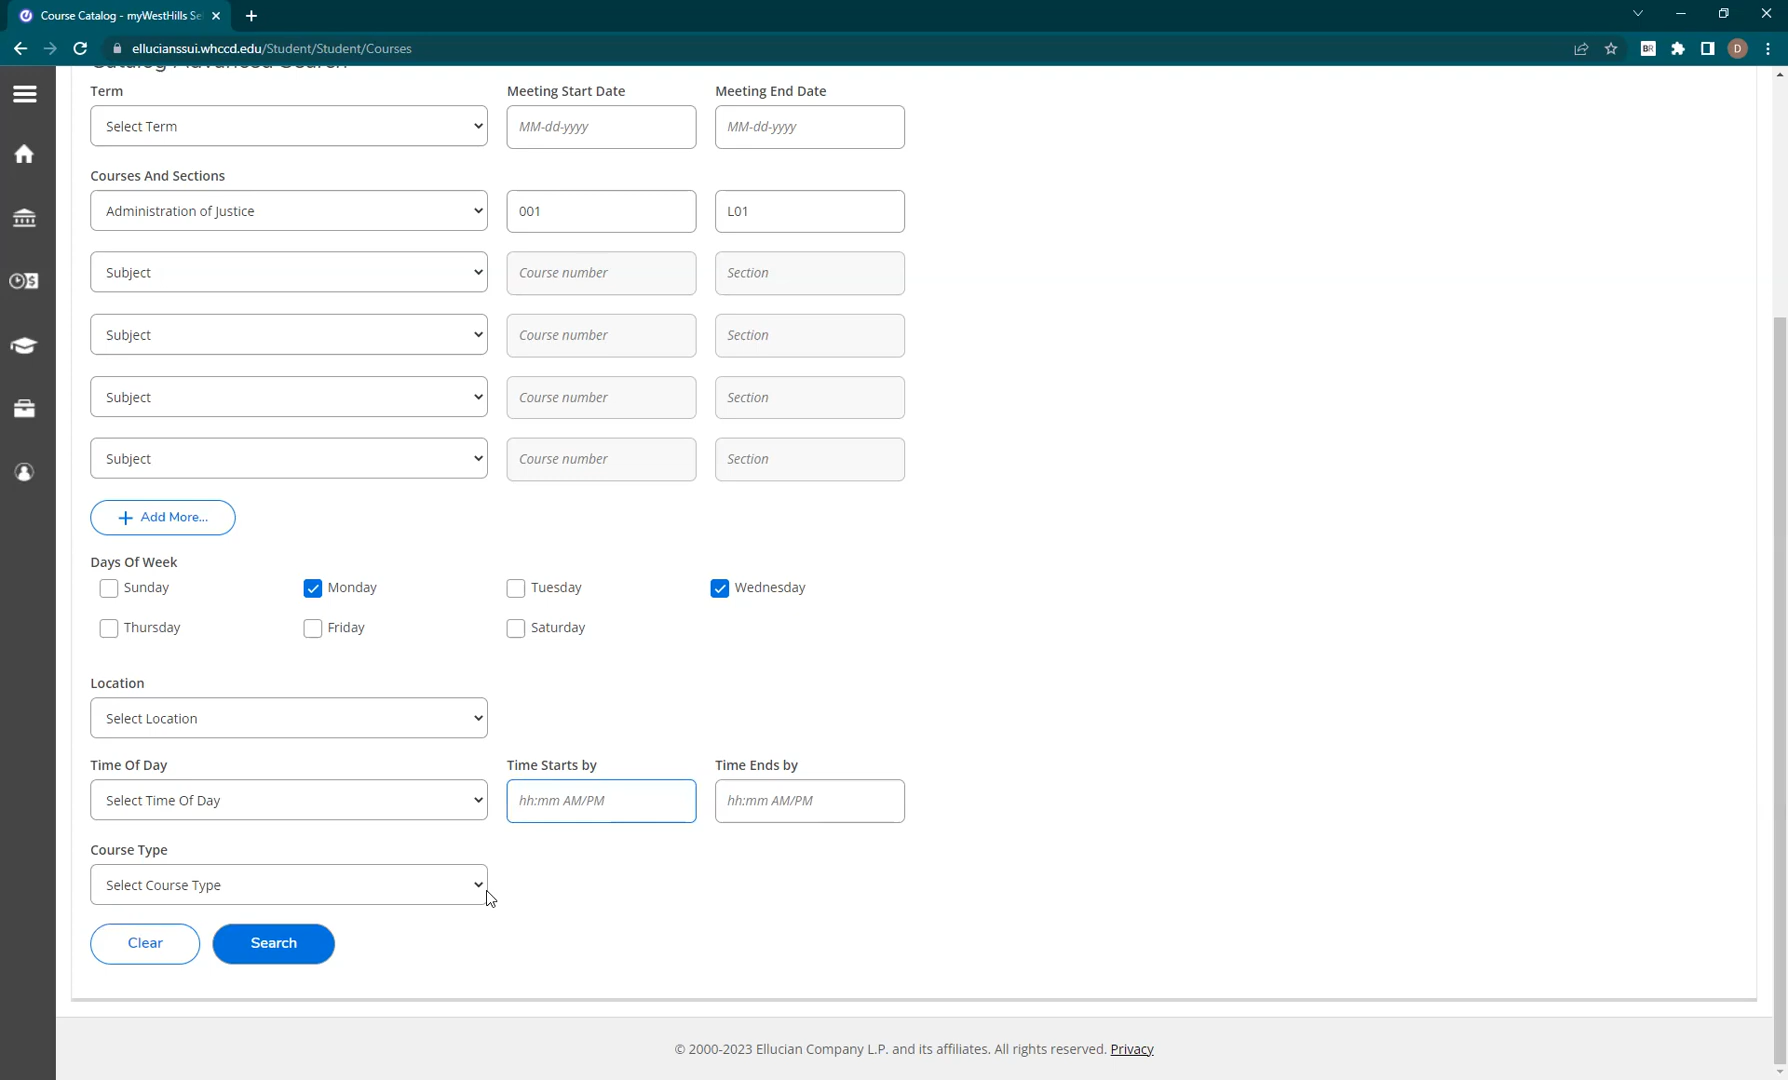 Course Catalog - myWestHills Se
ellucianssui.whccd.edu/Student/Student/Courses
BR
D
Catalog Advanced Search
Term
Meeting Start Date
Meeting End Date
Select Term
MM-dd-yyyy
MM-dd-yyyy
Courses And Sections
Administration of Justice
001
L01
Subject
Course number
Section
Subject
Course number
Section
Subject
Course number
Section
Subject
Course number
Section
Add More...
Days Of Week
Sunday
Monday
Tuesday
Wednesday
Thursday
Friday
Saturday
Location
Select Location
Time Of Day
Time Starts by
Time Ends by
Select Time Of Day
hh:mm AM/PM
hh:mm AM/PM
Course Type
Select Course Type
Clear
Search
© 2000-2023 Ellucian Company L.P. and its affiliates. All rights reserved. Privacy